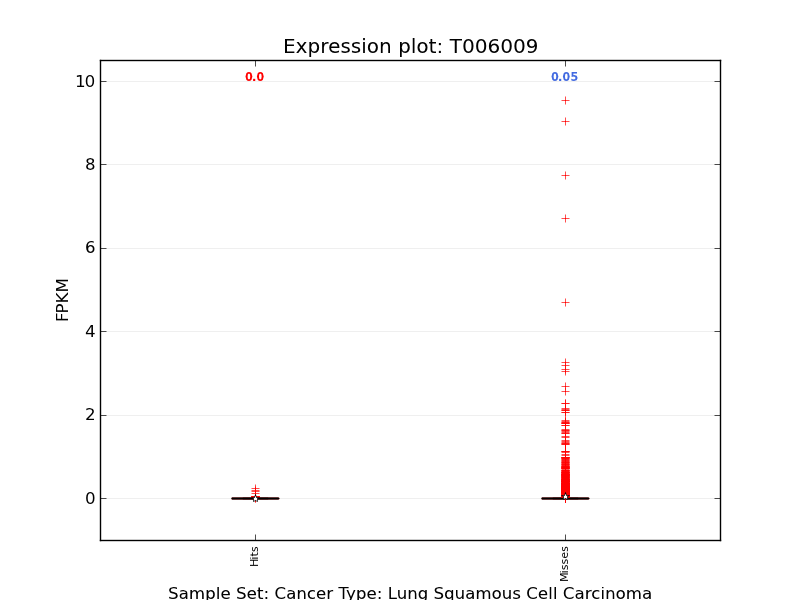 Expression plot: T006009
0.0
0.05
10
8
6
4
2
0
FPKM
Hits
Misses
Sample Set: Cancer Type: Lung Squamous Cell Carcinoma